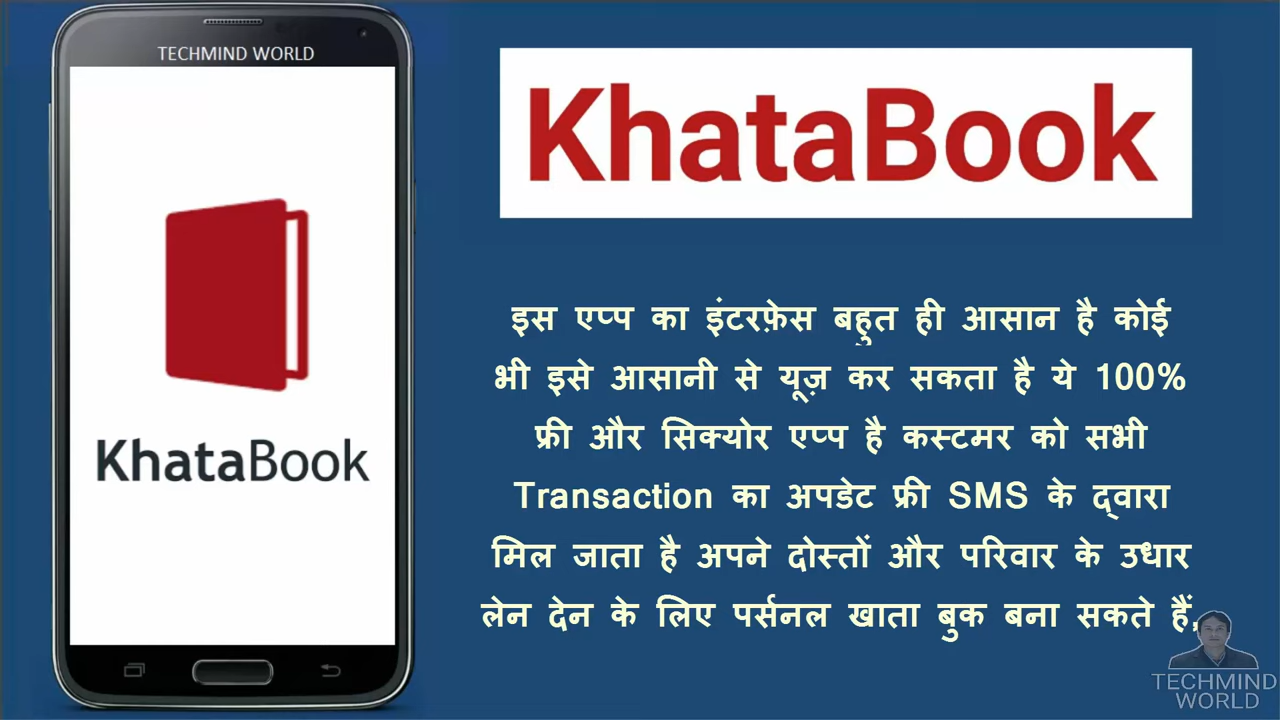 TECHMIND WORLD
KhataBook
KhataBook
इस एप्प का इंटरफ़ेस बहुत ही आसान है कोई
भी इसे आसानी से यूज़ कर सकता है ये 100%
फ्री और सिक्योर एप्प है कस्टमर को सभी
Transaction का अपडेट फ्री SMS के द्वारा
मिल जाता है अपने दोस्तों और परिवार के उधार
लेन देन के लिए पर्सनल खाता बुक बना सकते हैं,
TECHMIND
WORLD